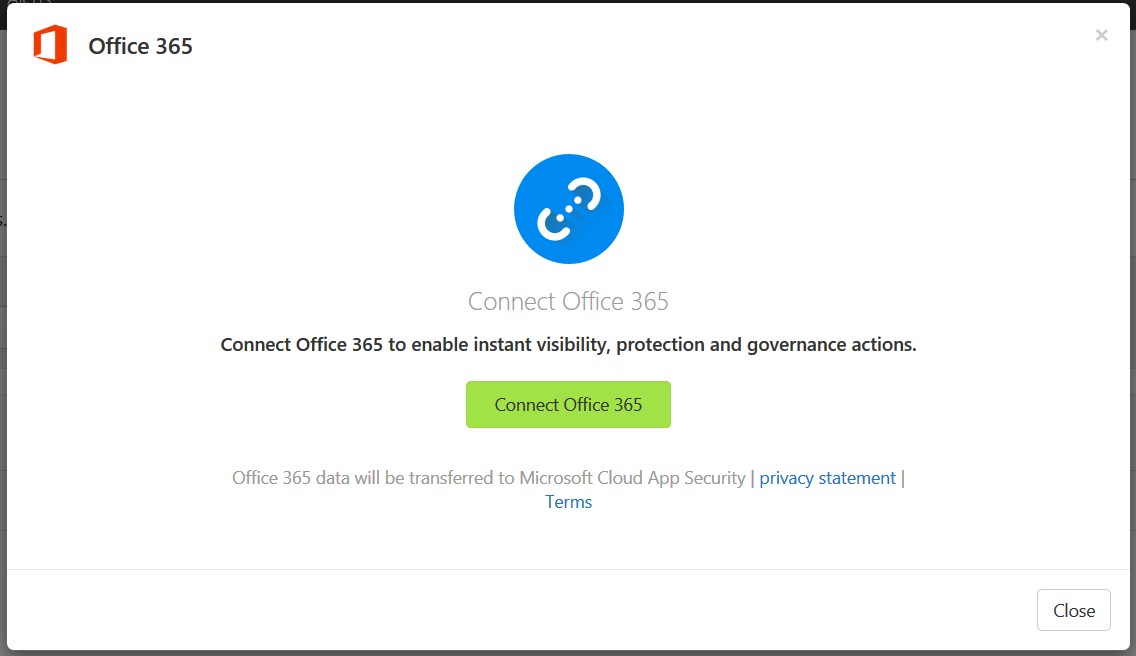 Office 365
×
Connect Office 365
Connect Office 365 to enable instant visibility, protection and governance actions.
Connect Office 365
Office 365 data will be transferred to Microsoft Cloud App Security | privacy statement |
Terms
Close